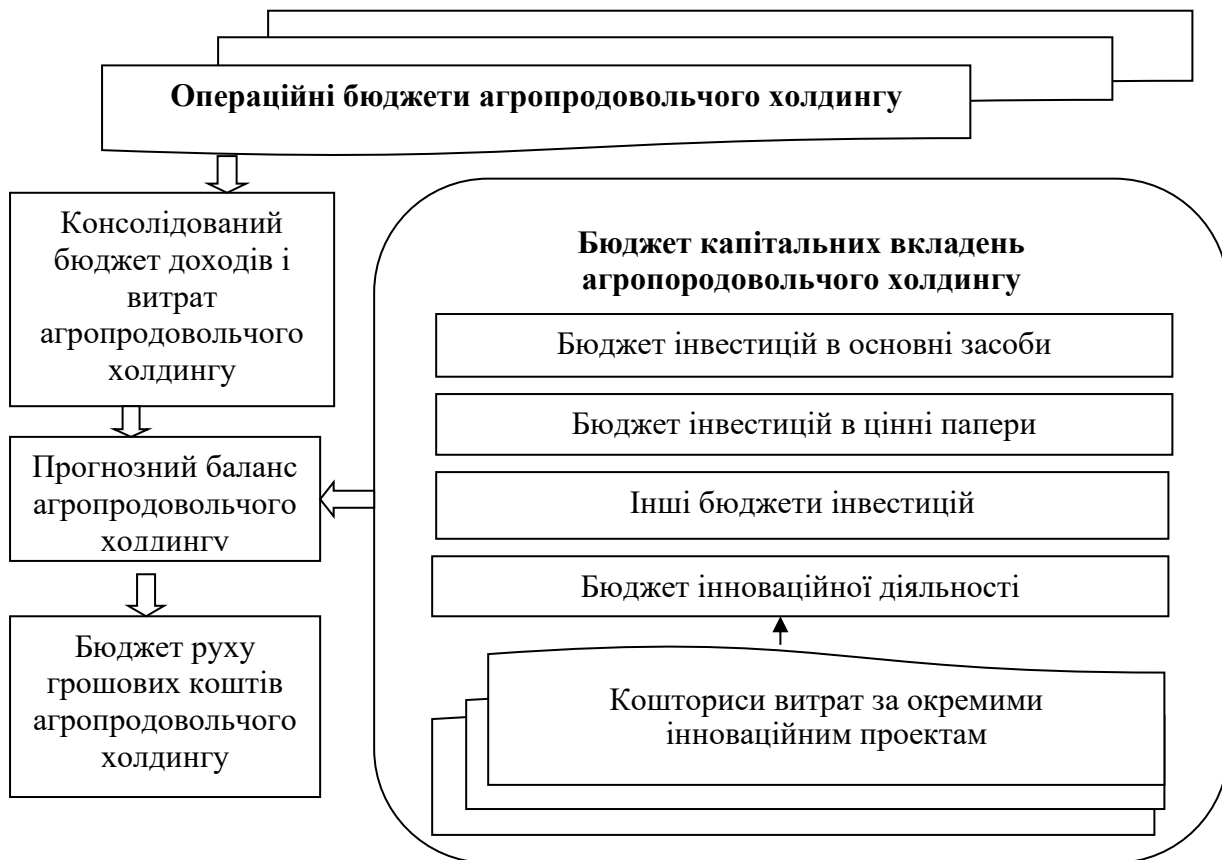 Операційні бюджети агропродовольчого холдингу
Консолідований
бюджет доходів і
витрат
агропродовольчого
холдингу
Прогнозний баланс
агропродовольчого
холдингу
Бюджет руху
грошових коштів
агропродовольчого
холдингу
Бюджет капітальних вкладень
агропородовольчого холдингу
Бюджет інвестицій в основні засоби
Бюджет інвестицій в цінні папери
Інші бюджети інвестицій
Бюджет інноваційної діяльності
Кошториси витрат за окремими
інноваційним проектам